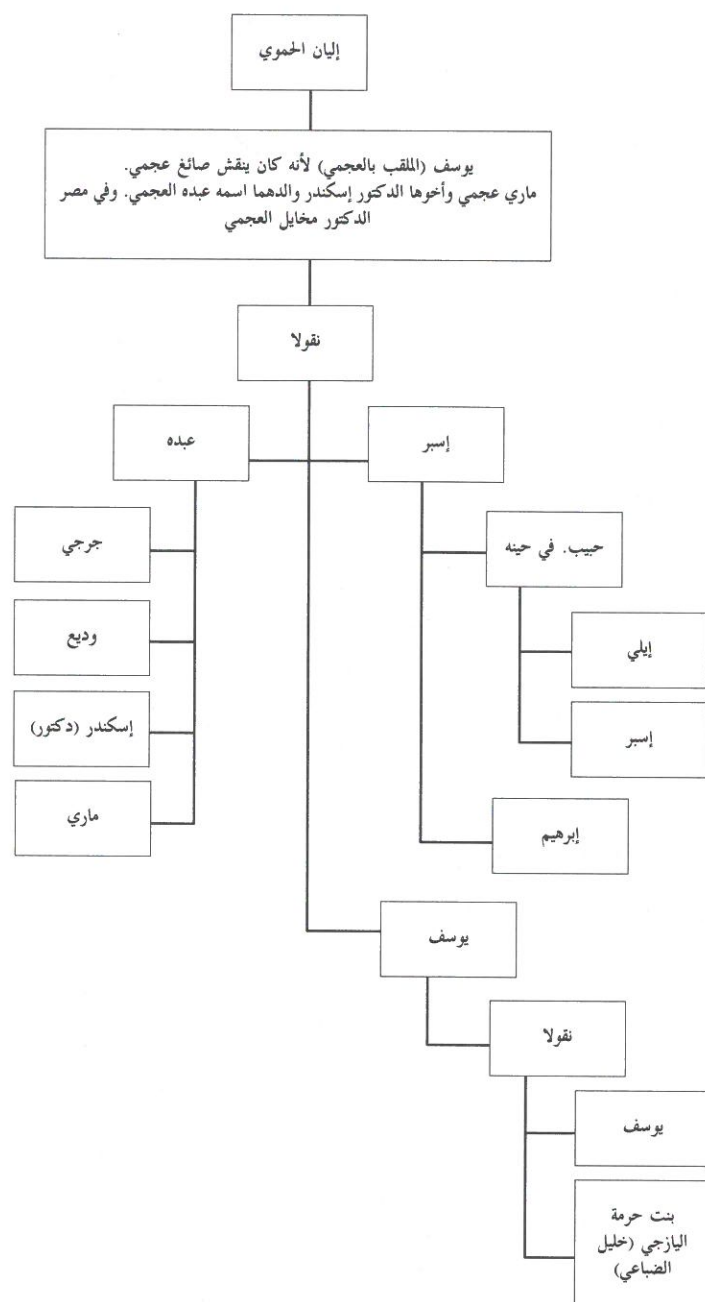 إليان الحموي
يوسف (الملقب بالعجمي) لأنه كان ينقش صائغ عجمي.
ماري عجمي وأخوها الدكتور إسكندر والدهما اسمه عبده العجمي. وفي مصر
الدكتور مخايل العجمي
نقولا
إسبر
عبده
حبيب. في حينه
جرجي
إيلي
وديع
إسبر
إسكندر (دكتور)
ماري
إبرهيم
يوسف
نقولا
يوسف
بنت حرمة
اليازجي (خليل
الضباعي)